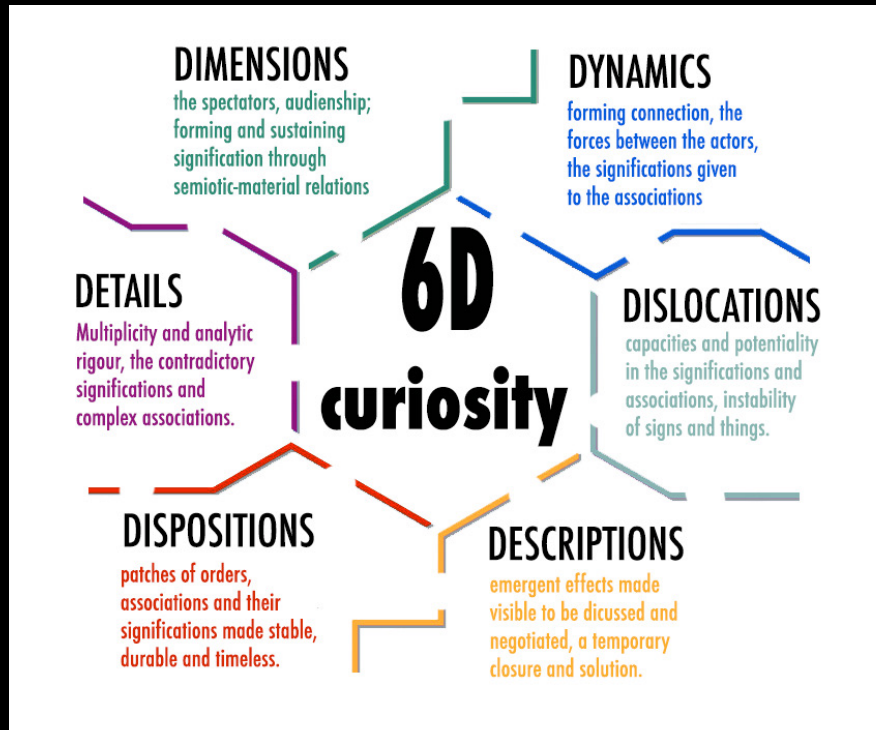 DIMENSIONS
the spectators, audienship;
forming and sustaining
signification through
semiotic-material relations
DYNAMICS
forming connection, the
forces between the actors,
the significations given
to the associations
6D
curiosity
DETAILS
Multiplicity and analytic
rigour, the contradictory
significations and
complex associations.
DISLOCATIONS
capacities and potentiality
in the significations and
associations, instability
of signs and things.
DISPOSITIONS
patches of orders,
associations and their
significations made stable,
durable and timeless.
DESCRIPTIONS
emergent effects made
visible to be dicussed and
negotiated, a temporary
closure and solution.